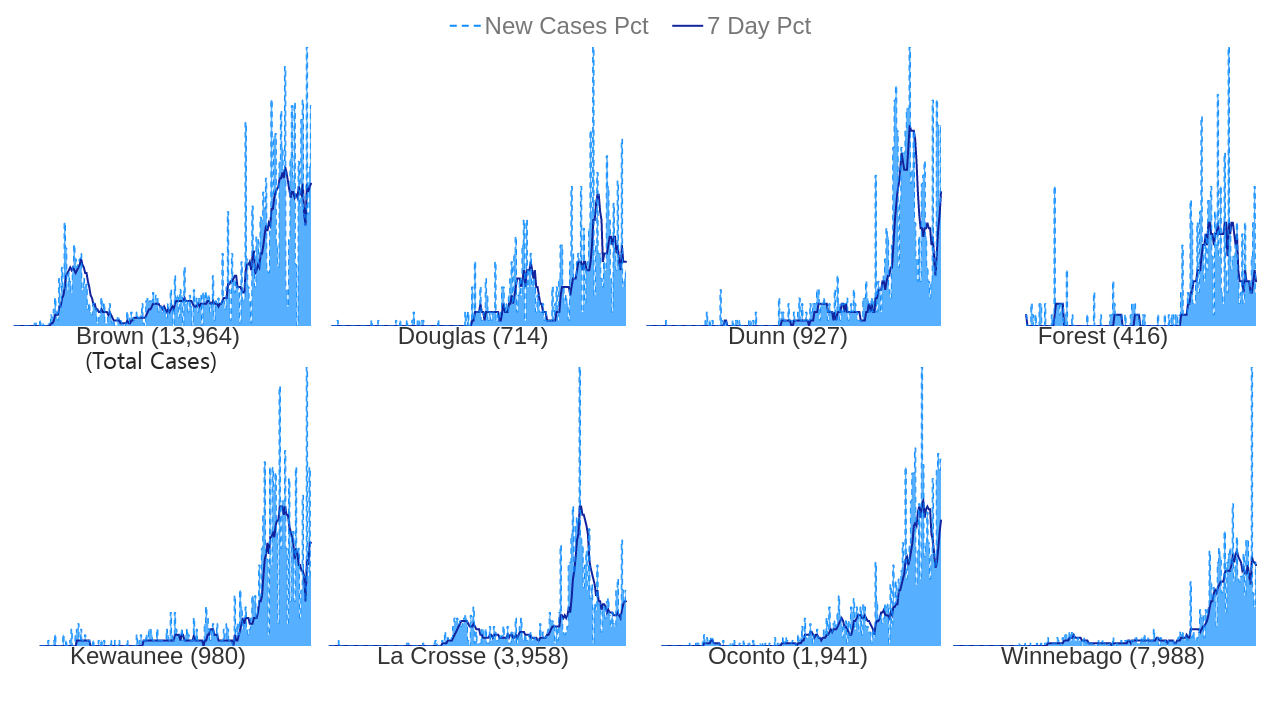 New Cases Pct 7 Day Pct
Brown (13,964) Douglas (714) Dunn (927) Forest (416)
(Total Cases)
Kewaunee (980) La Crosse (3,958) Oconto (1,941) Winnebago (7,988)